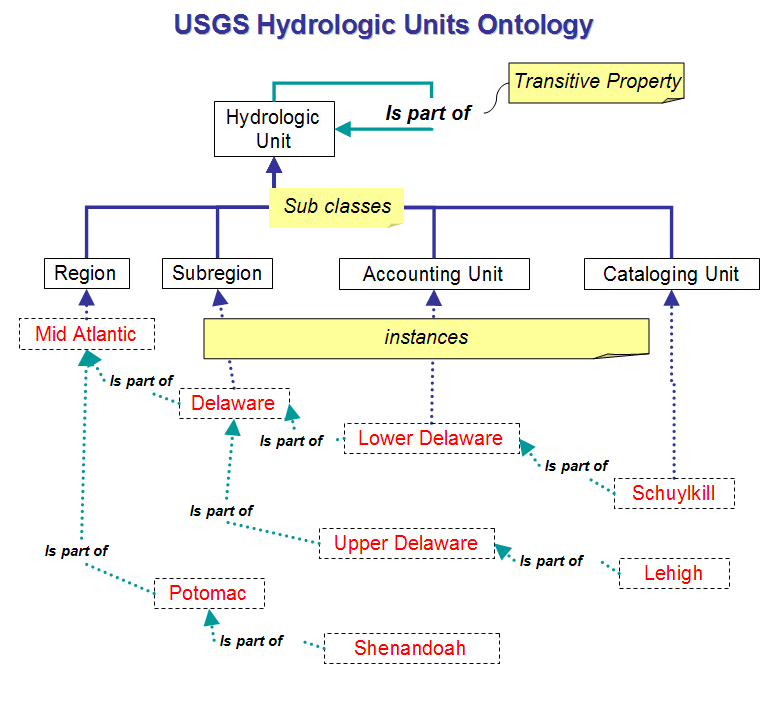 USGS Hydrologic Units Ontology
Transitive Property
Is part of
Hydrologic
Unit
Sub classes
Region
Subregion
Accounting Unit
Cataloging Unit
Mid Atlantic
instances
Is part of
Delaware
Is part of
Lower Delaware
Is part of
Schuylkill
Is part of
Upper Delaware
Is part of
Is part of
Lehigh
Potomac
Is part of
Shenandoah